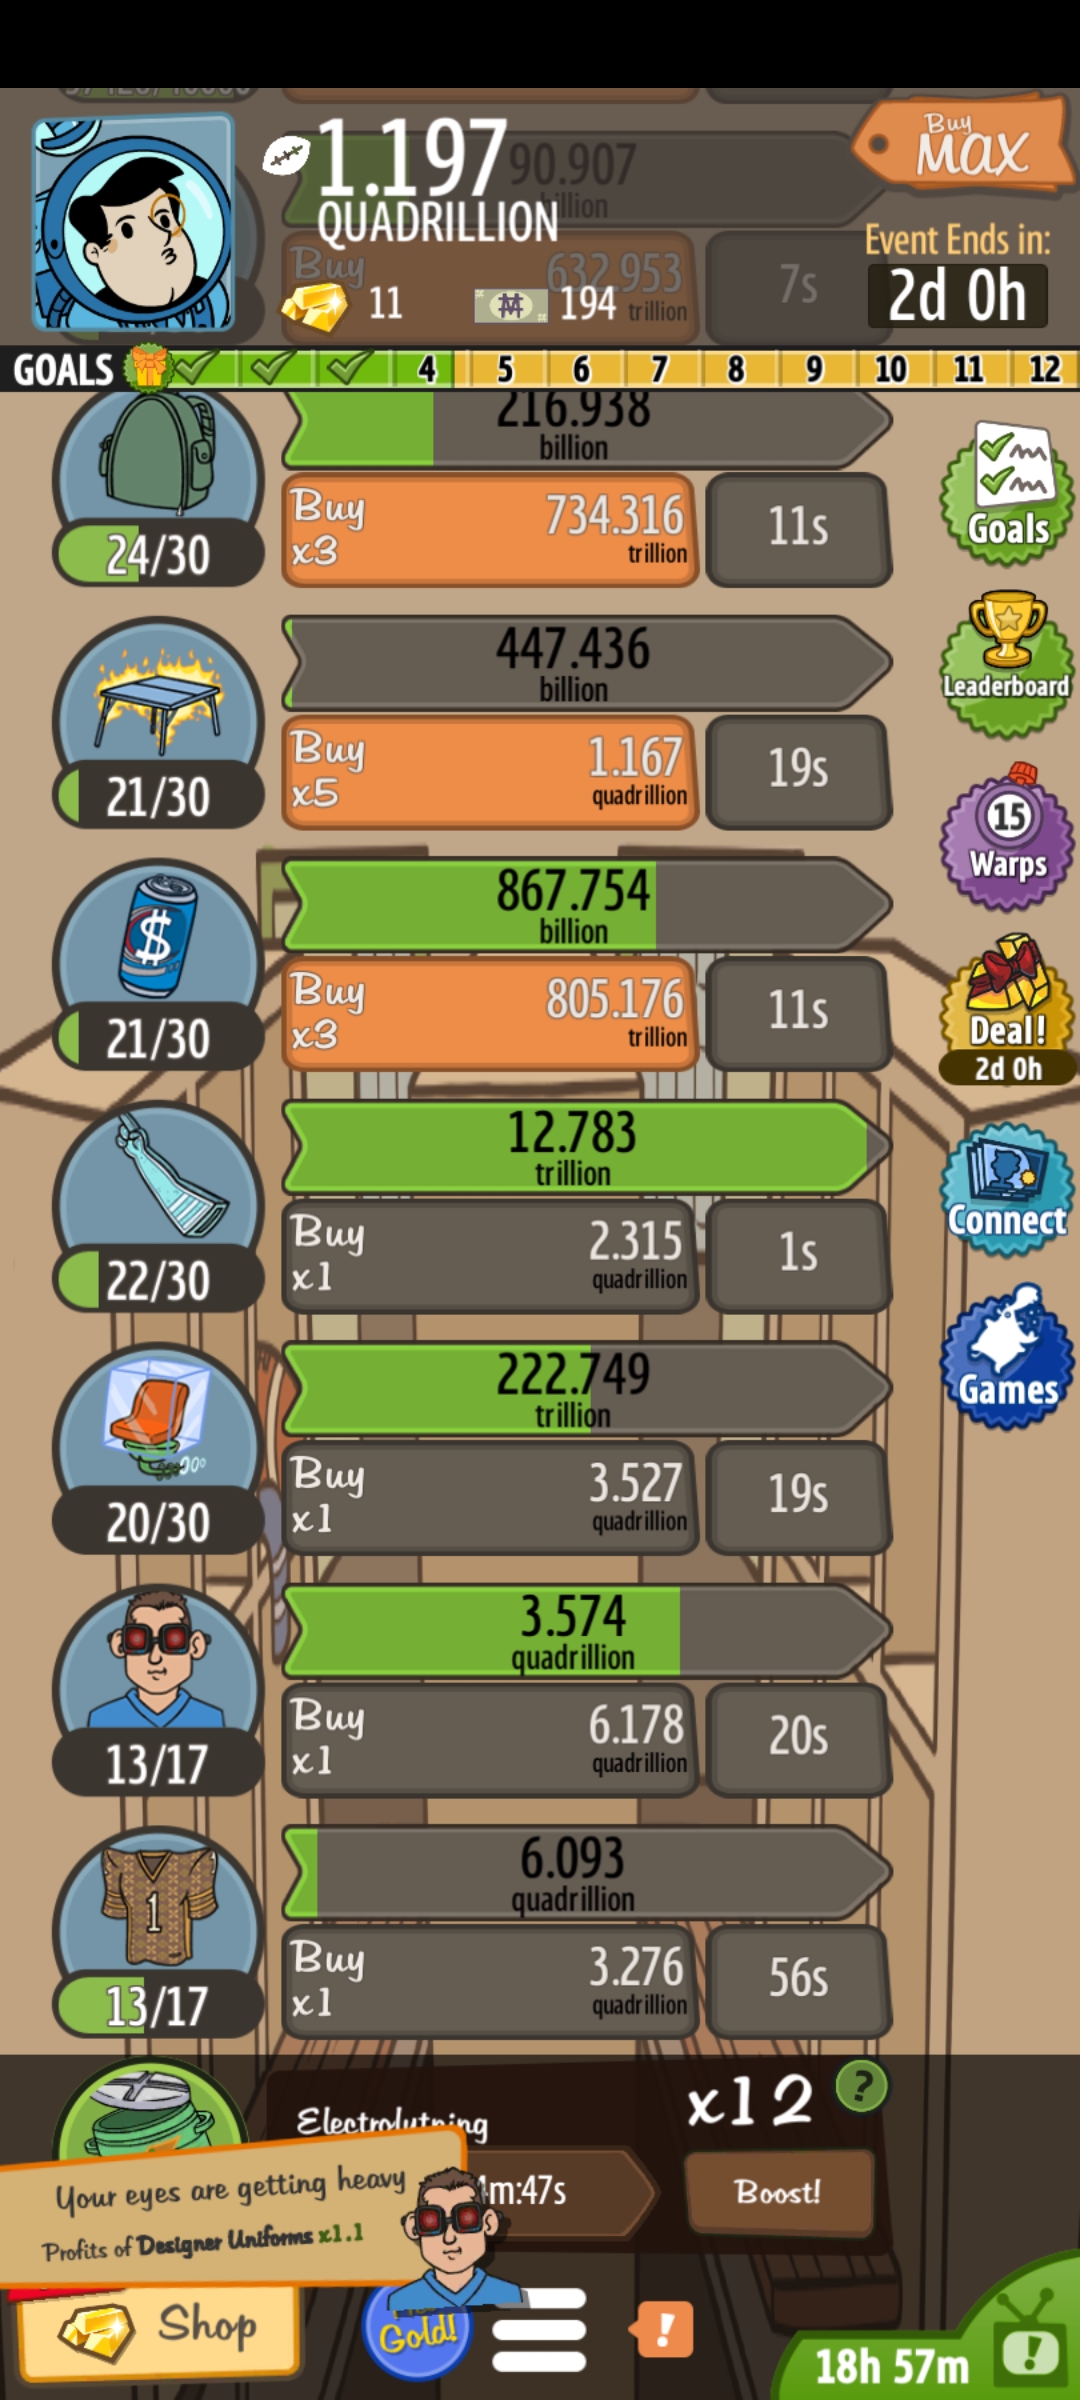 1.197
90.907
Buy
MAX
QUADRILLION
Buy
632.953
trillion
7s
Event Ends in:
2d 0h
11
194
GOALS
4 5 6 7 8 9 10 11 12
216.938
billion
24/30
Buy
x3
734.316
trillion
11s
Goals
447.436
billion
21/30
Buy
x5
1.167
quadrillion
19s
Leaderboard
15
Warps
867.754
billion
21/30
Buy
x3
805.176
trillion
11s
Deal!
2d 0h
12.783
trillion
22/30
Buy
x1
2.315
quadrillion
1s
Connect
222.749
trillion
20/30
Buy
x1
3.527
quadrillion
19s
Games
3.574
quadrillion
13/17
Buy
x1
6.178
quadrillion
20s
1
6.093
quadrillion
13/17
Buy
x1
3.276
quadrillion
56s
x12
?
Your eyes are getting heavy
Profits of Designer Uniforms x1.1
m:47s
Boost!
Shop
Gold!
!
18h 57m
!